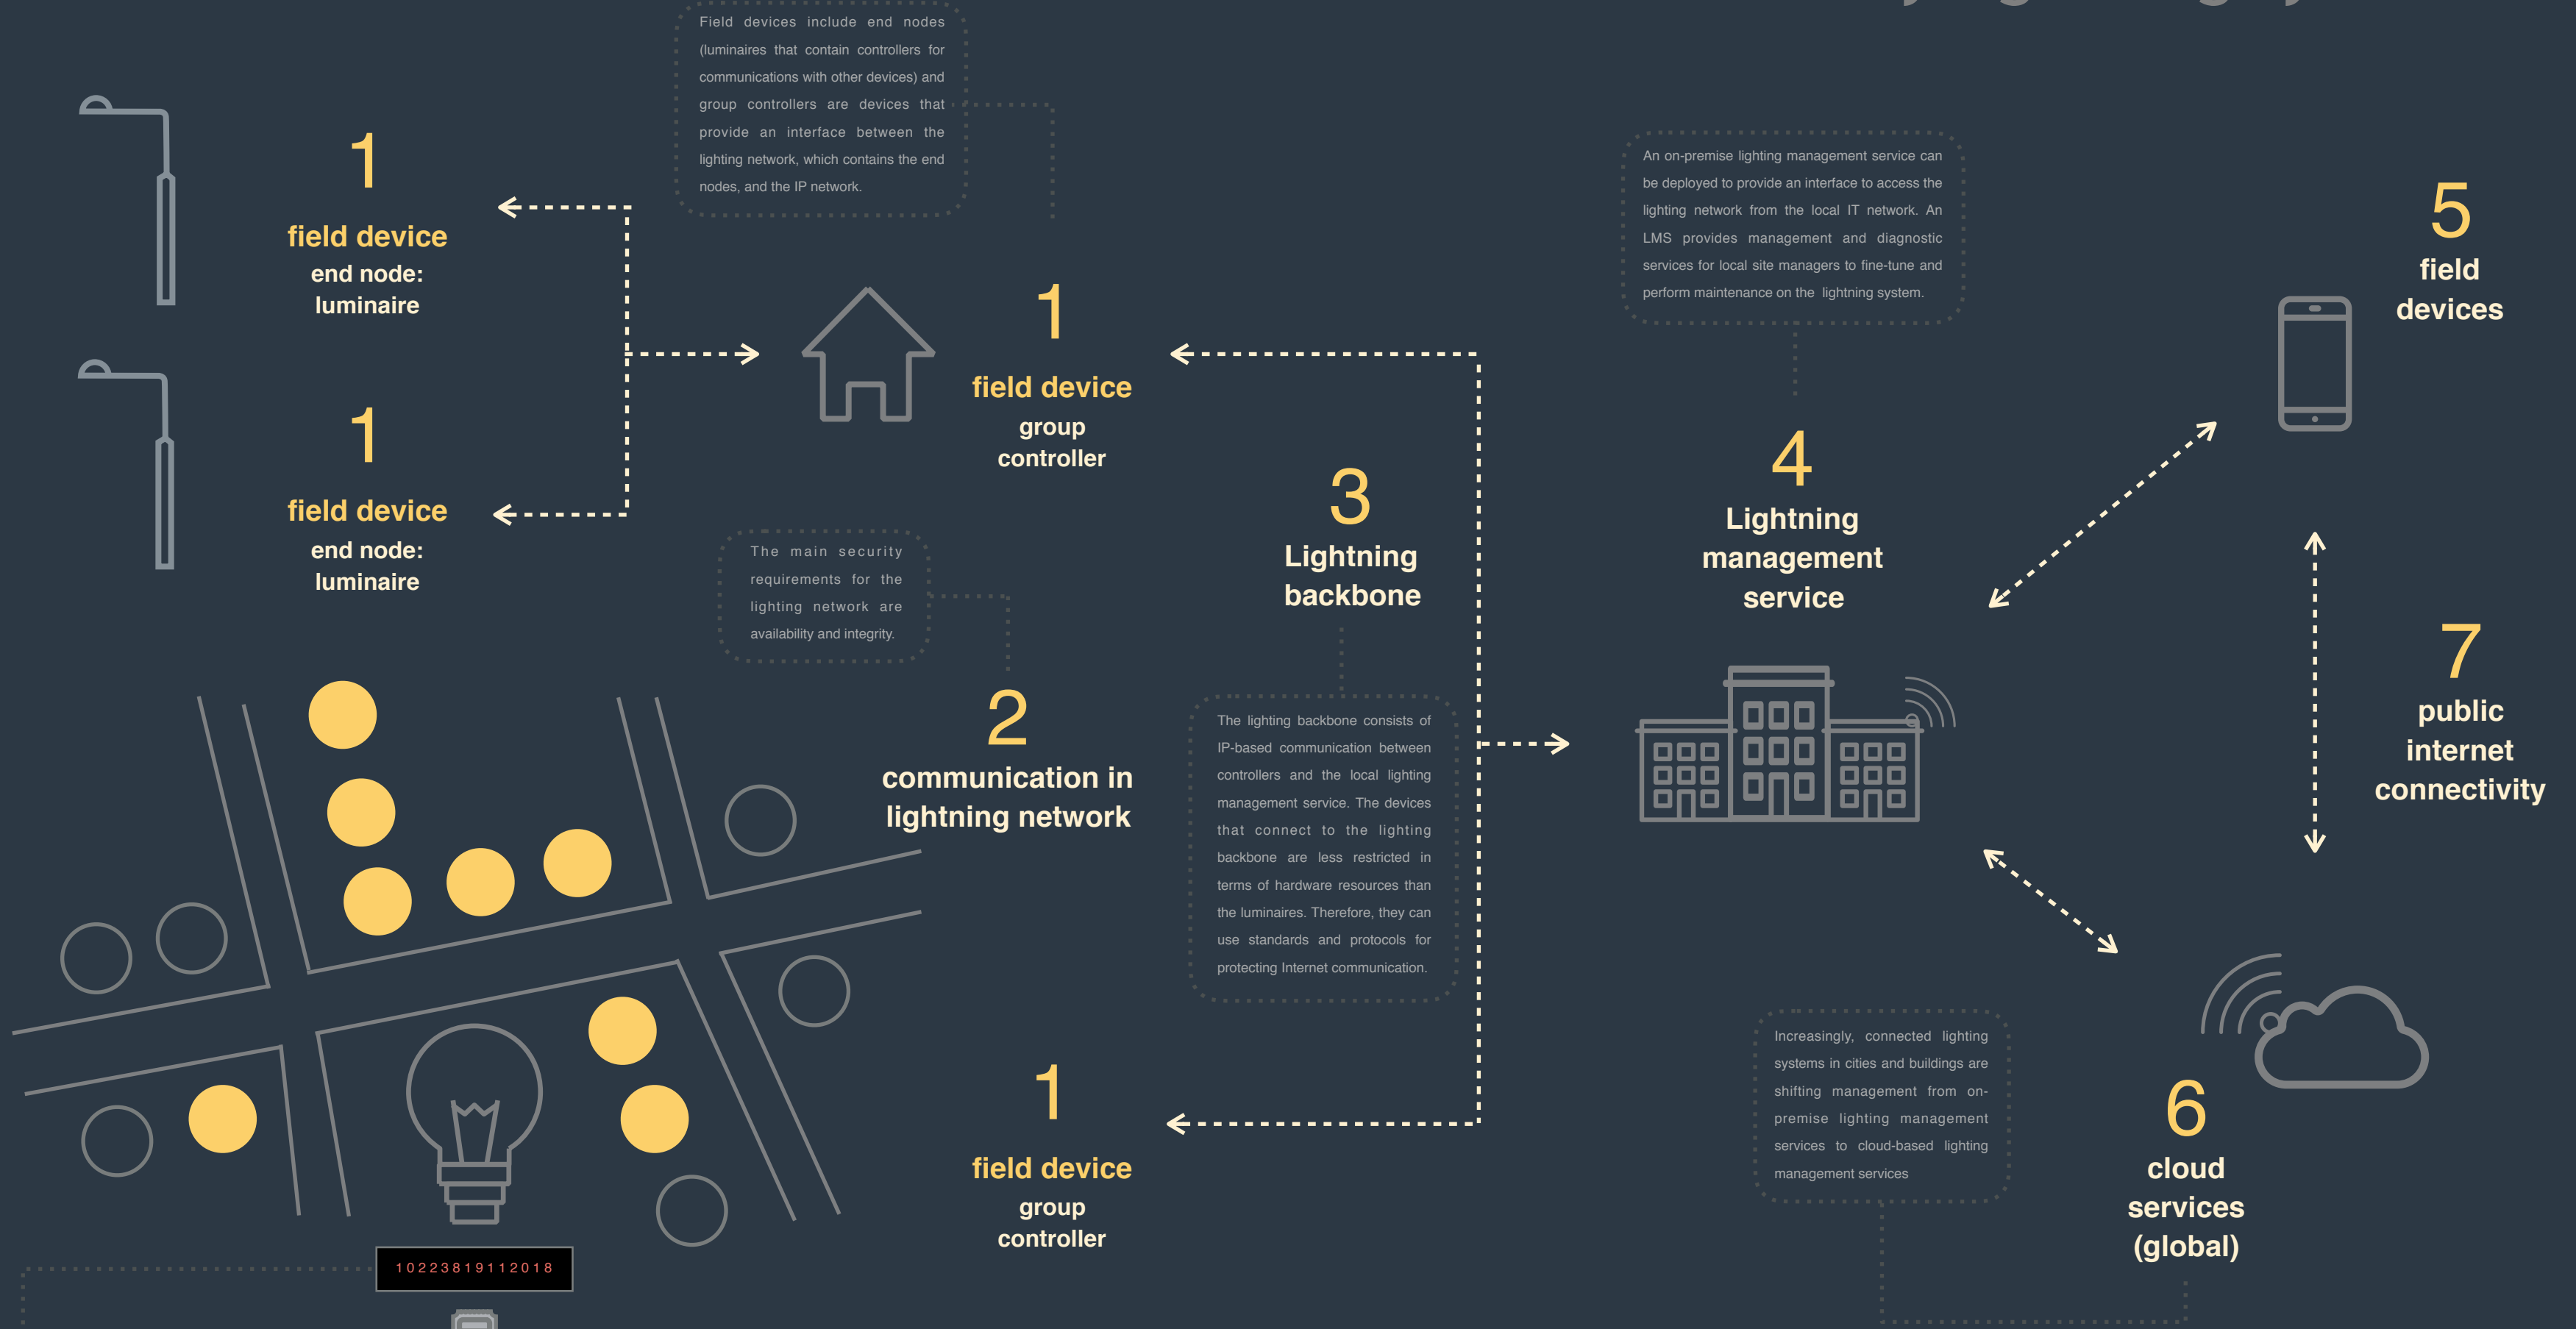 Field devices include end nodes
(luminaires that contain controllers for
communications with other devices) and
group controllers are devices that
provide an interface between the
lighting network, which contains the end
nodes, and the IP network.
1
field device
end node:
luminaire
1
field device
end node:
luminaire
1
field device
group
controller
The main security
requirements for the
lighting network are
availability and integrity.
2
communication in
lightning network
3
Lightning
backbone
The lighting backbone consists of
IP-based communication between
controllers and the local lighting
management service. The devices
that connect to the lighting
backbone are less restricted in
terms of hardware resources than
the luminaires. Therefore, they can
use standards and protocols for
protecting Internet communication.
1
field device
group
controller
An on-premise lighting management service can
be deployed to provide an interface to access the
lighting network from the local IT network. An
LMS provides management and diagnostic
services for local site managers to fine-tune and
perform maintenance on the lightning system.
4
Lightning
management
service
5
field
devices
7
public
internet
connectivity
Increasingly, connected lighting
systems in cities and buildings are
shifting management from on-
premise lighting management
services to cloud-based lighting
management services
6
cloud
services
(global)
10223819112018